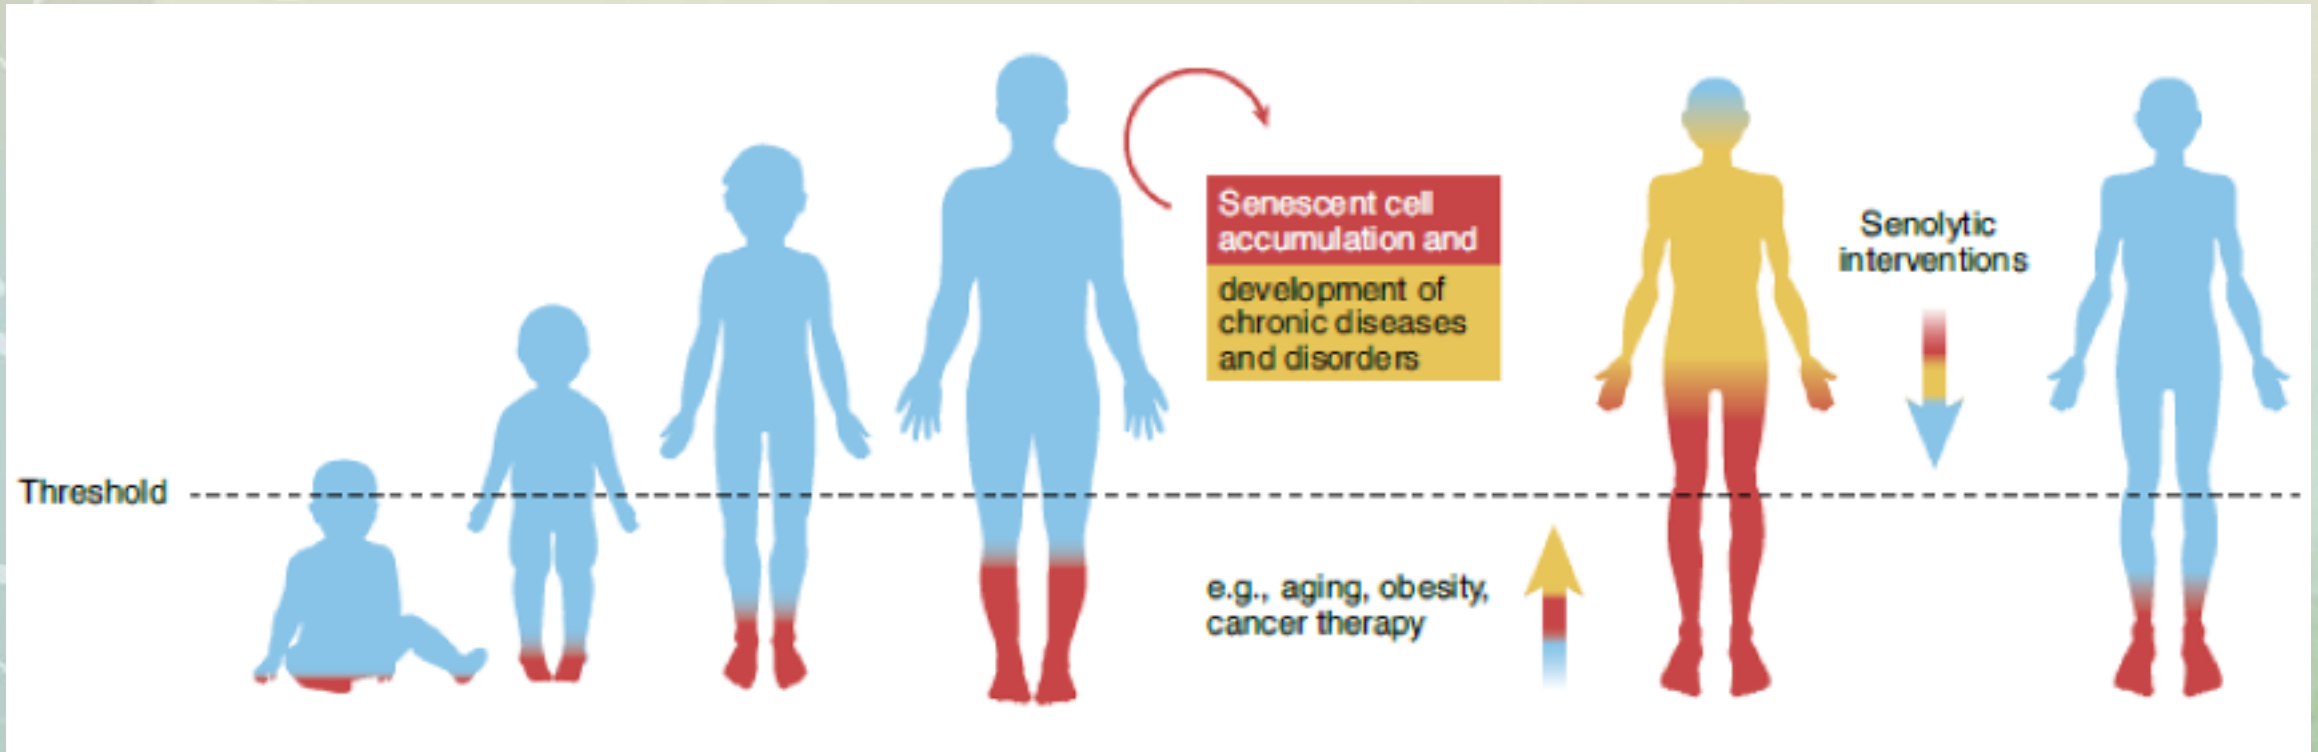 Threshold
Senescent cell
accumulation and
development of
chronic diseases
and disorders
e.g., aging, obesity,
cancer therapy
Senolytic
interventions